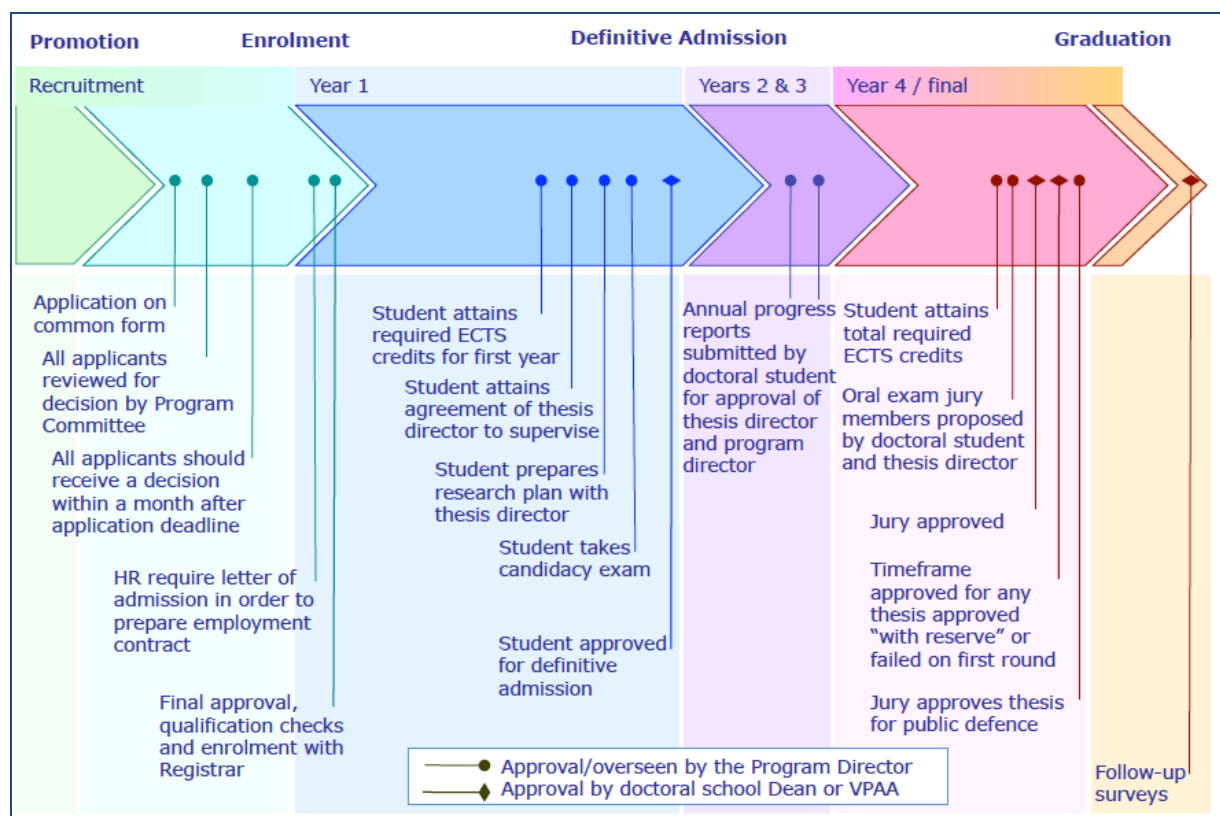 Promotion
Enrolment
Definitive Admission
Graduation
Recruitment
Year 1
Years 2 & 3
Year 4 / final
Application on
common form
All applicants
reviewed for
decision by Program
Committee
All applicants should
receive a decision
within a month after
application deadline
HR require letter of
admission in order to
prepare employment
contract
Final approval,
qualification checks
and enrolment with
Registrar
Student attains
required ECTS
credits for first year
Student attains
agreement of thesis
director to supervise
Student prepares
research plan with
thesis director
Student takes
candidacy exam
Student approved
for definitive
admission
Annual progress
reports
submitted by
doctoral student
for approval of
thesis director
and program
director
Student attains
total required
ECTS credits
Oral exam jury
members proposed
by doctoral student
and thesis director
Jury approved
Timeframe
approved for any
thesis approved
“with reserve” or
failed on first round
Jury approves thesis
for public defence
Follow-up
surveys
Approval/overseen by the Program Director
Approval by doctoral school Dean or VPAA